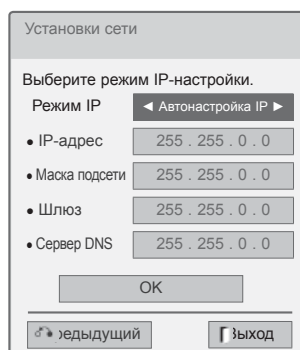 Установки сети
Выберите режим IP-настройки.
Режим IP ◄ Автонастройка IP ►
• IP-адрес 255 . 255 . 0 . 0
• Маска подсети 255 . 255 . 0 . 0
• Шлюз 255 . 255 . 0 . 0
• Сервер DNS 255 . 255 . 0 . 0
OK